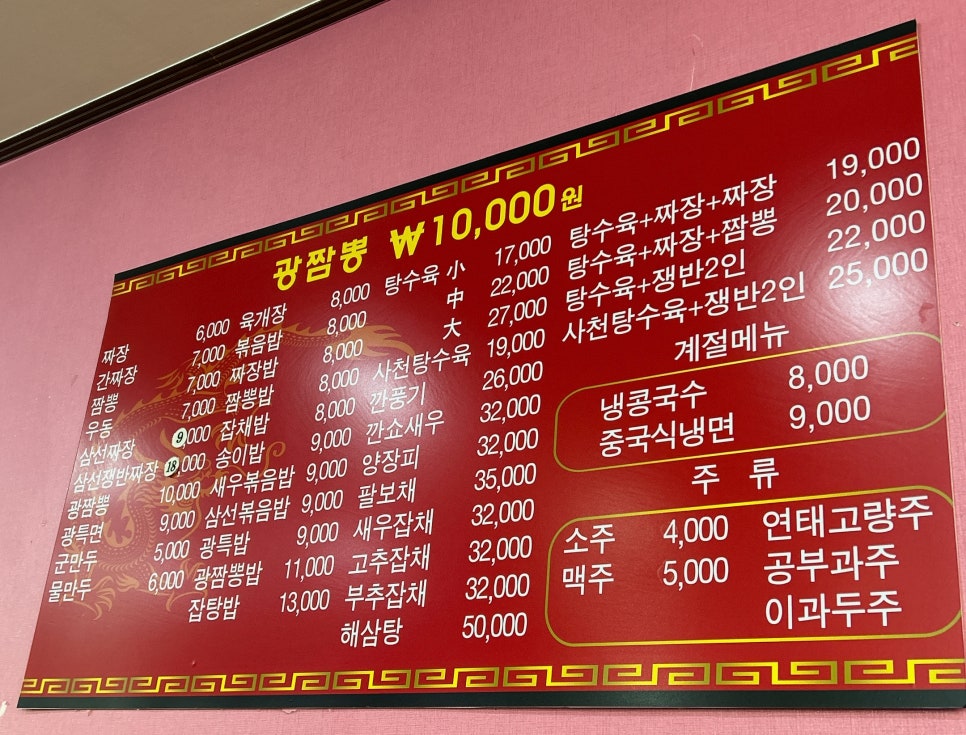 광짬뽕 ₩10,000원
짜장 6,000
간짜장 7,000
짬뽕 7,000
우동 7,000
삼선짜장 9,000
삼선쟁반짜장 18,000
광짬뽕 10,000
광특면 9,000
군만두 5,000
물만두 6,000
육개장 8,000
볶음밥 8,000
짜장밥 8,000
짬뽕밥 8,000
잡채밥 8,000
송이밥 9,000
새우볶음밥 9,000
삼선볶음밥 9,000
광특밥 9,000
광짬뽕밥 11,000
잡탕밥 13,000
탕수육 小 17,000
中 22,000
大 27,000
사천탕수육 19,000
깐풍기 26,000
깐쇼새우 32,000
양장피 32,000
팔보채 35,000
새우잡채 32,000
고추잡채 32,000
부추잡채 32,000
해삼탕 50,000
탕수육+짜장+짜장 19,000
탕수육+짜장+짬뽕 20,000
탕수육+쟁반2인 22,000
사천탕수육+쟁반2인 25,000
계절메뉴
냉콩국수 8,000
중국식냉면 9,000
주 류
소주 4,000 연태고량주
맥주 5,000 공부과주
이과두주